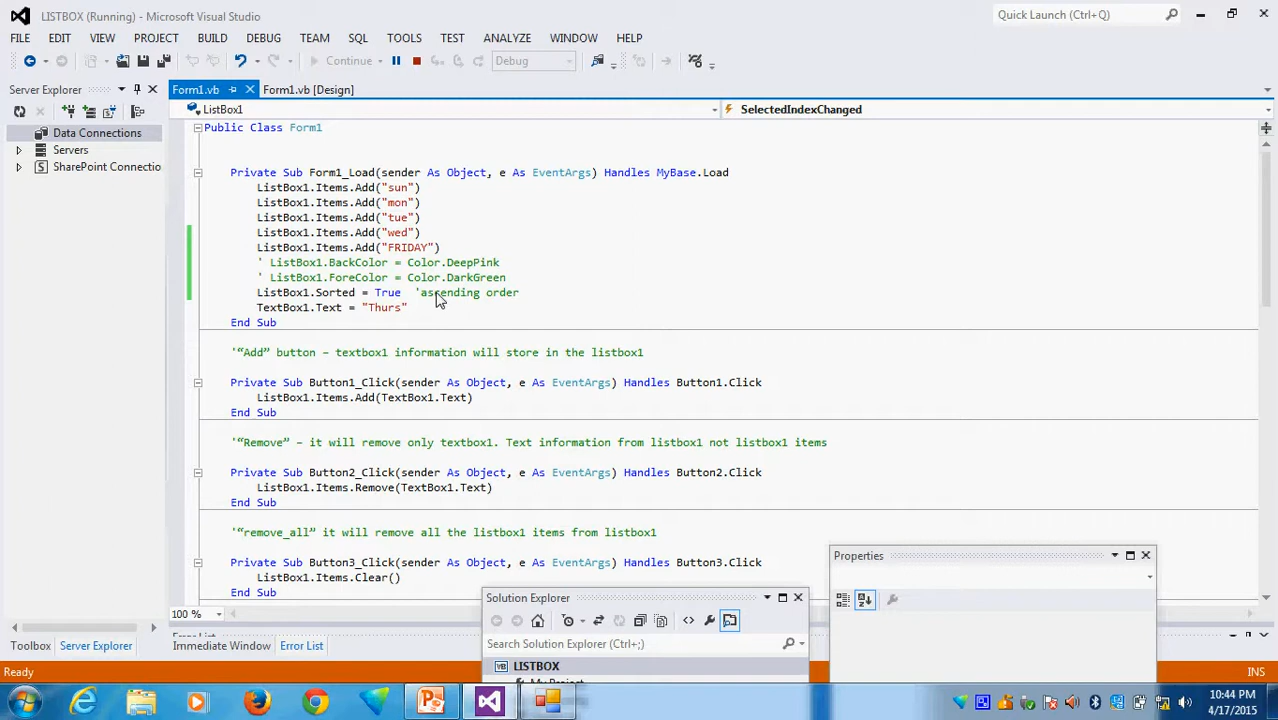 LISTBOX (Running) - Microsoft Visual Studio
Quick Launch (Ctrl+Q)
FILE EDIT VIEW PROJECT BUILD DEBUG TEAM SQL TOOLS TEST ANALYZE WINDOW HELP
Continue Debug
Server Explorer
Form1.vb Form1.vb [Design]
ListBox1 SelectedIndexChanged
Data Connections
Servers
SharePoint Connectio
Public Class Form1
Private Sub Form1_Load(sender As Object, e As EventArgs) Handles MyBase.Load
ListBox1.Items.Add("sun")
ListBox1.Items.Add("mon")
ListBox1.Items.Add("tue")
ListBox1.Items.Add("wed")
ListBox1.Items.Add("FRIDAY")
' ListBox1.BackColor = Color.DeepPink
' ListBox1.ForeColor = Color.DarkGreen
ListBox1.Sorted = True 'ascending order
TextBox1.Text = "Thurs"
End Sub
'“Add” button – textbox1 information will store in the listbox1
Private Sub Button1_Click(sender As Object, e As EventArgs) Handles Button1.Click
ListBox1.Items.Add(TextBox1.Text)
End Sub
'“Remove” – it will remove only textbox1. Text information from listbox1 not listbox1 items
Private Sub Button2_Click(sender As Object, e As EventArgs) Handles Button2.Click
ListBox1.Items.Remove(TextBox1.Text)
End Sub
'“remove_all” it will remove all the listbox1 items from listbox1
Private Sub Button3_Click(sender As Object, e As EventArgs) Handles Button3.Click
ListBox1.Items.Clear()
End Sub
Properties
Solution Explorer
Search Solution Explorer (Ctrl+;)
VB LISTBOX
My Project
100 %
Error List
Toolbox Server Explorer Immediate Window Error List
Ready INS
10:44 PM
4/17/2015